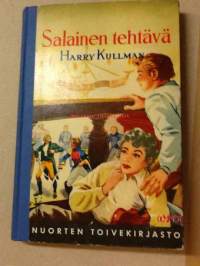 Salainen tehtävä
HARRY KULLMAN
NUORTEN TOIVEKIRJASTO